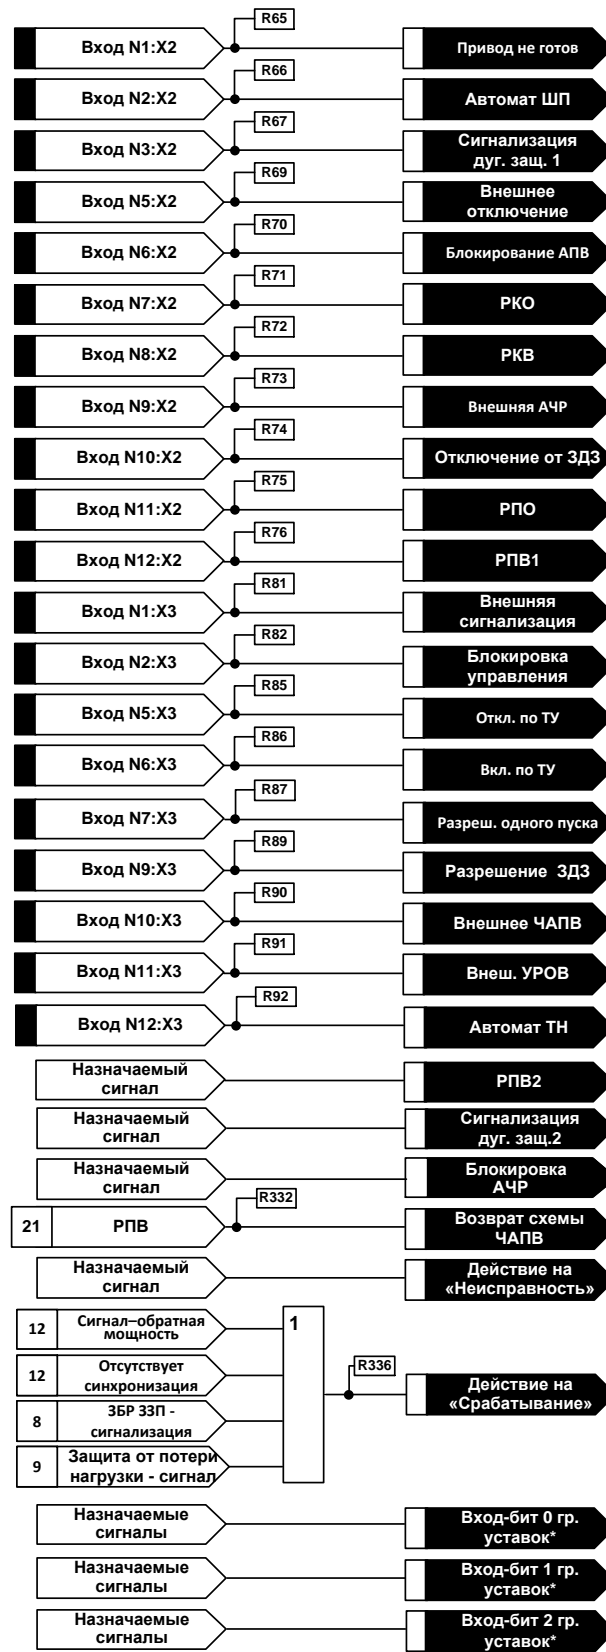 R65
Вход N1:X2
Привод не готов
R66
Вход N2:X2
Автомат ШП
R67
Вход N3:X2
Сигнализация
дуг. защ. 1
R69
Вход N5:X2
Внешнее
отключение
R70
Вход N6:X2
Блокирование АПВ
R71
Вход N7:X2
РКО
R72
Вход N8:X2
РКВ
R73
Вход N9:X2
Внешняя АЧР
R74
Вход N10:X2
Отключение от ЗДЗ
R75
Вход N11:X2
РПО
R76
Вход N12:X2
РПВ1
R81
Вход N1:X3
Внешняя
сигнализация
R82
Вход N2:X3
Блокировка
управления
R85
Вход N5:X3
Откл. по ТУ
R86
Вход N6:X3
Вкл. по ТУ
R87
Вход N7:X3
Разреш. одного пуска
R89
Вход N9:X3
Разрешение ЗДЗ
R90
Вход N10:X3
Внешнее ЧАПВ
R91
Вход N11:X3
Внеш. УРОВ
R92
Вход N12:X3
Автомат ТН
Назначаемый
сигнал
РПВ2
Назначаемый
сигнал
Сигнализация
дуг. защ.2
Назначаемый
сигнал
Блокировка
АЧР
R332
21
РПВ
Возврат схемы
ЧАПВ
Назначаемый
сигнал
Действие на
«Неисправность»
12
Сигнал–обратная
мощность
1
12
Отсутствует
синхронизация
R336
Действие на
«Срабатывание»
8
ЗБР ЗЗП -
сигнализация
9
Защита от потери
нагрузки - сигнал
Назначаемые
сигналы
Вход-бит 0 гр.
уставок*
Назначаемые
сигналы
Вход-бит 1 гр.
уставок*
Назначаемые
сигналы
Вход-бит 2 гр.
уставок*